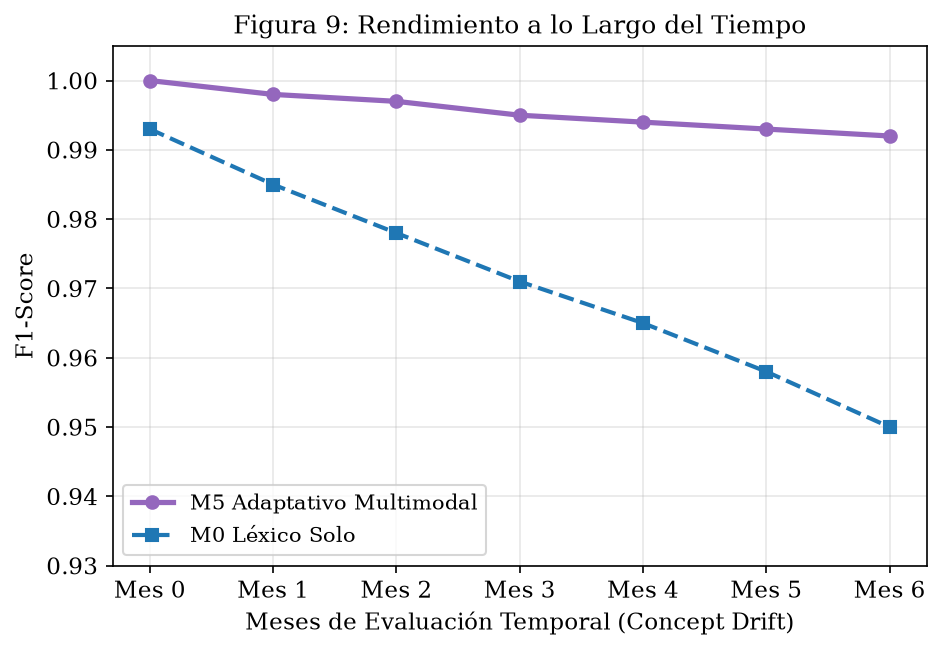 Figura 9: Rendimiento a lo Largo del Tiempo
1.00
0.99
0.98
0.97
0.96
0.95
0.94
0.93
F1-Score
M5 Adaptativo Multimodal
M0 Léxico Solo
Mes 0 Mes 1 Mes 2 Mes 3 Mes 4 Mes 5 Mes 6
Meses de Evaluación Temporal (Concept Drift)